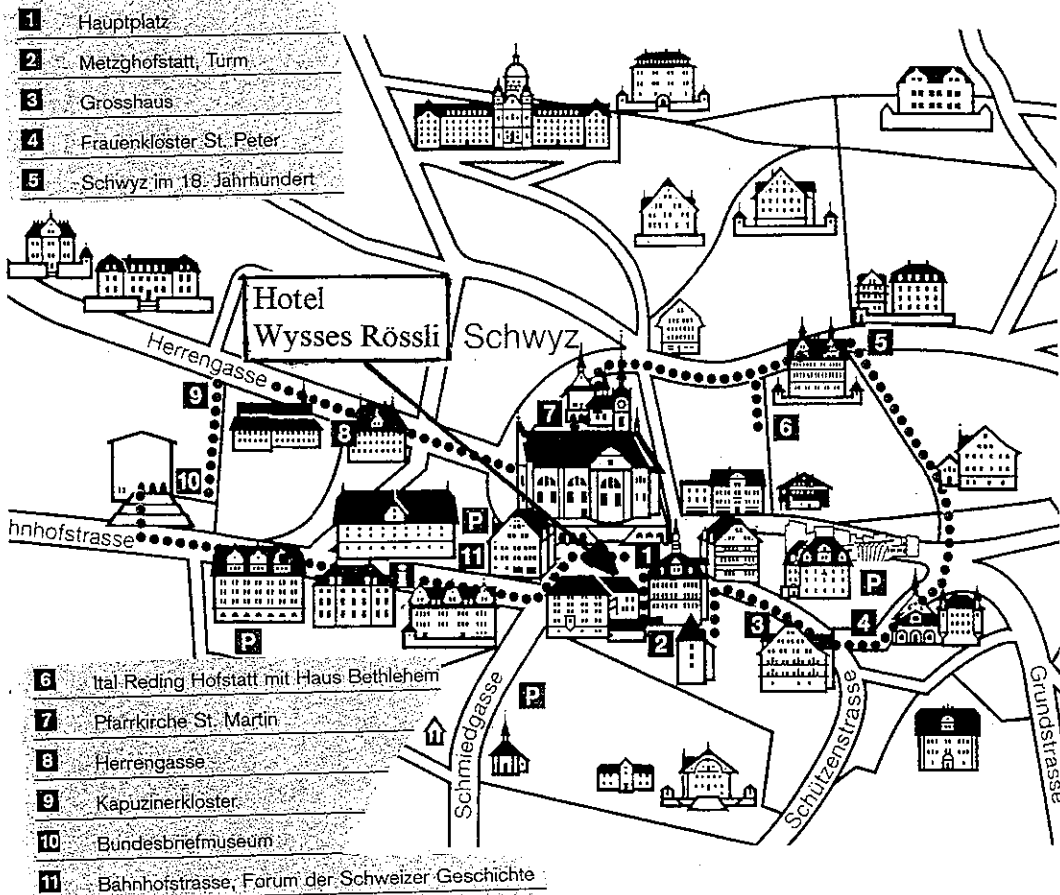 1 Hauptplatz
2 Metzghofstatt, Turm
3 Grosshaus
4 Frauenkloster St. Peter
5 Schwyz im 18. Jahrhundert
Hotel
Wysses Rössli
Schwyz
Herrengasse
5
9
7
6
8
10
hnhofstrasse
P
11
1
i
P
2
3
4
P
6 Ital Reding Hofstatt mit Haus Bethlehem
7 Pfarrkirche St. Martin
8 Herrengasse
9 Kapuzinerkloster
10 Bundesbriefmuseum
11 Bahnhofstrasse, Forum der Schweizer Geschichte
P
Schmiedgasse
Schützenstrasse
Grundstrasse